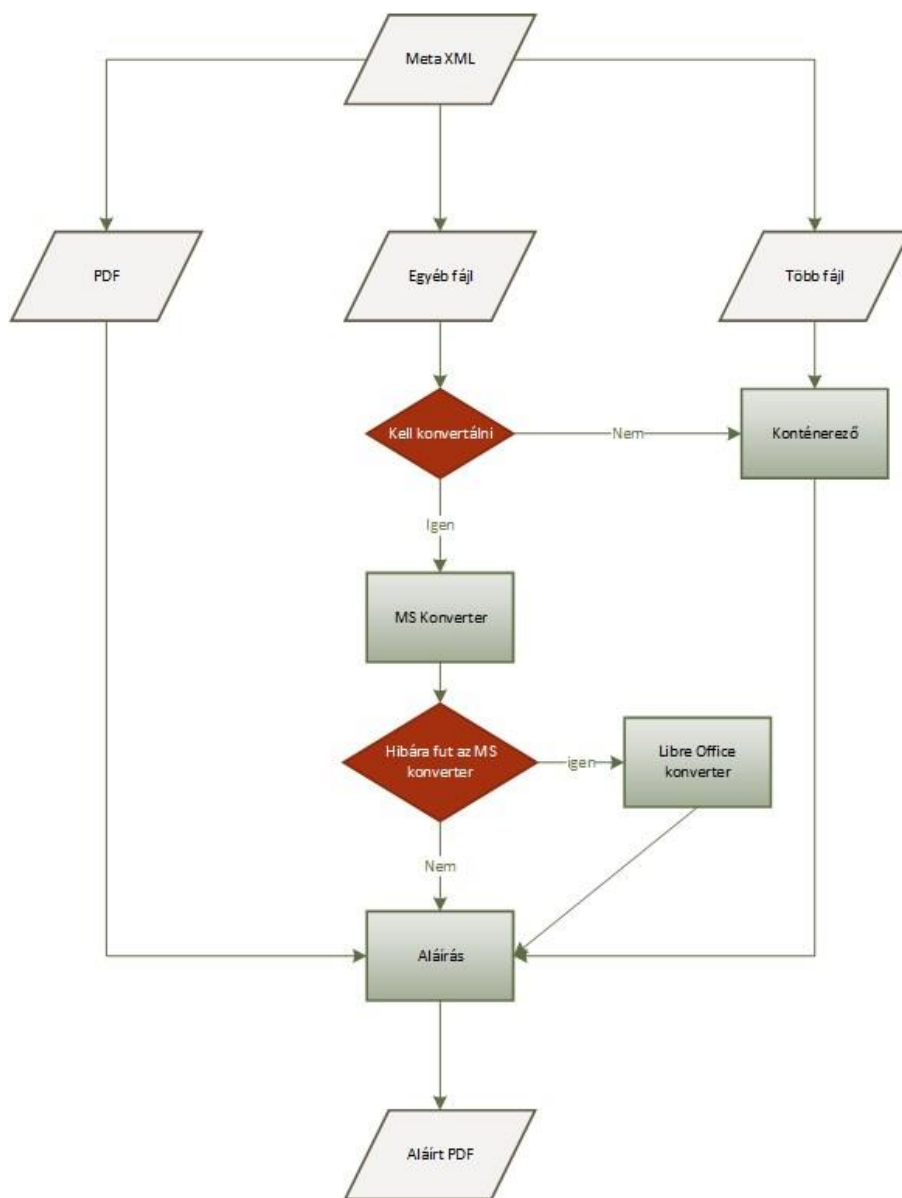 Meta XML
PDF
Egyéb fájl
Több fájl
Kell konvertálni
Nem
Konténerező
Igen
MS Konverter
Hibára fut az MS
konverter
igen
Libre Office
konverter
Nem
Aláírás
Aláírt PDF